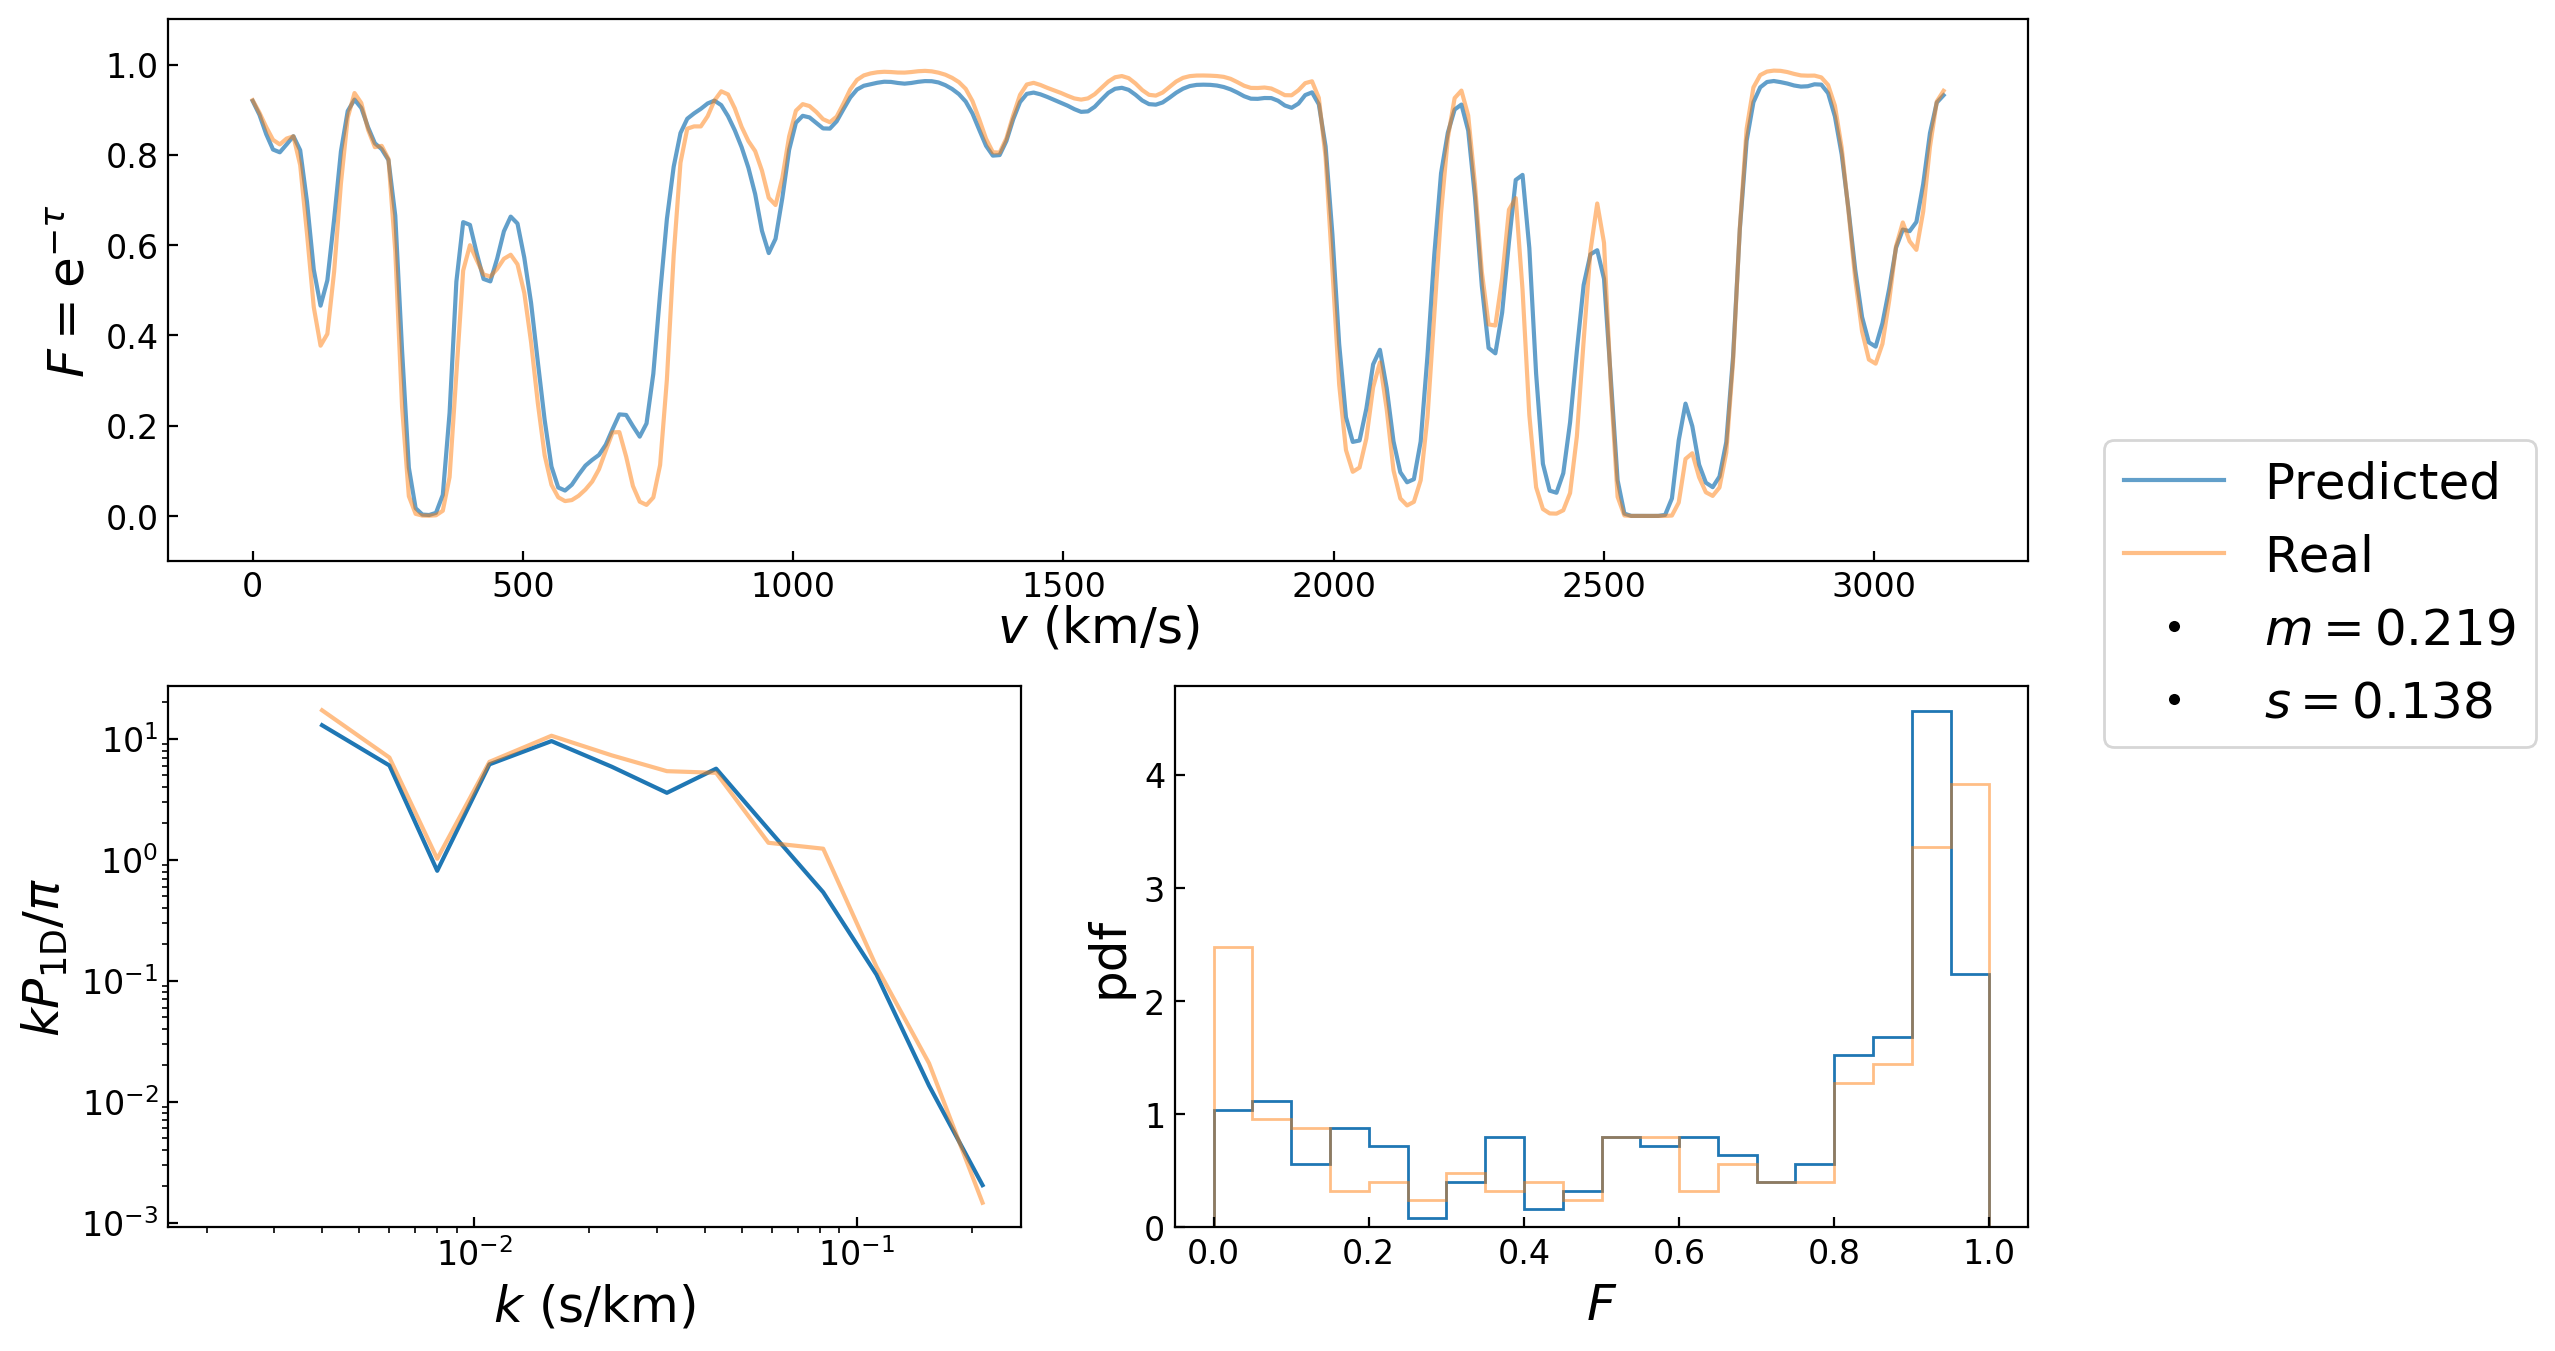 F = e^{−τ}
1.0
0.8
0.6
0.4
0.2
0.0
0 500 1000 1500 2000 2500 3000
v (km/s)
Predicted
Real
m = 0.219
s = 0.138
kP_{1D}/π
10^1
10^0
10^{−1}
10^{−2}
10^{−3}
10^{−2} 10^{−1}
k (s/km)
pdf
4
3
2
1
0
0.0 0.2 0.4 0.6 0.8 1.0
F